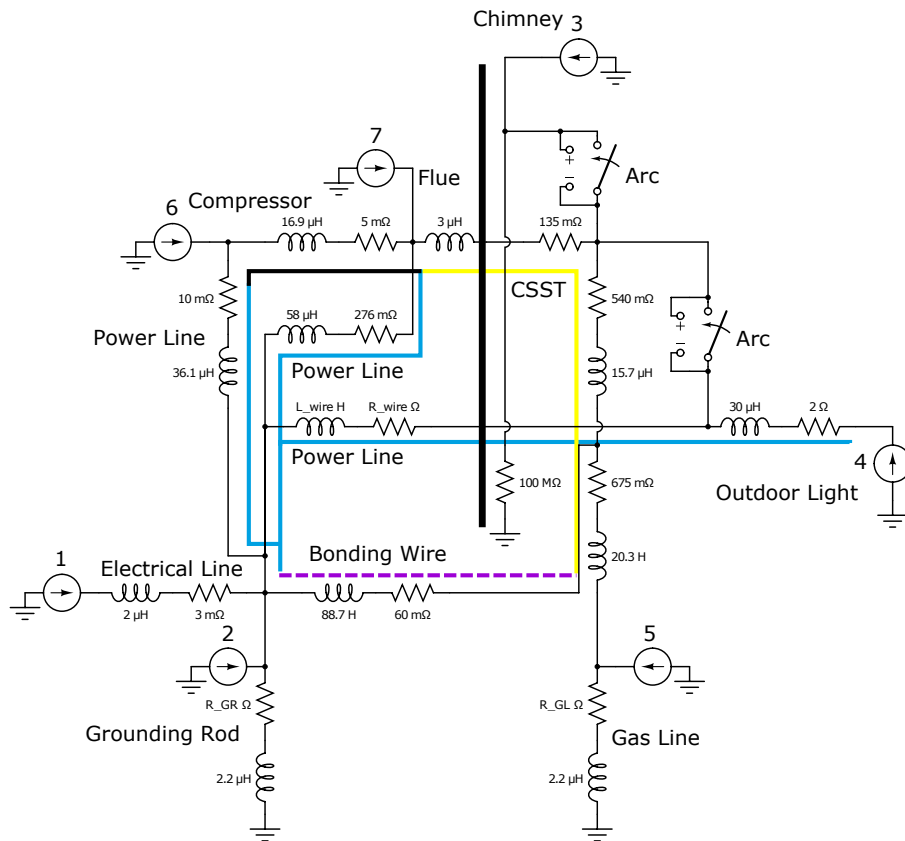 Chimney
3
7
Flue
+
−
Arc
Compressor
6
16.9 µH
5 mΩ
3 µH
135 mΩ
10 mΩ
CSST
540 mΩ
58 µH
276 mΩ
+
−
Arc
Power Line
36.1 µH
Power Line
15.7 µH
L_wire H
R_wire Ω
30 µH
2 Ω
Power Line
4
100 MΩ
675 mΩ
Outdoor Light
Bonding Wire
20.3 H
1
Electrical Line
2 µH
3 mΩ
88.7 H
60 mΩ
2
5
R_GR Ω
R_GL Ω
Grounding Rod
Gas Line
2.2 µH
2.2 µH